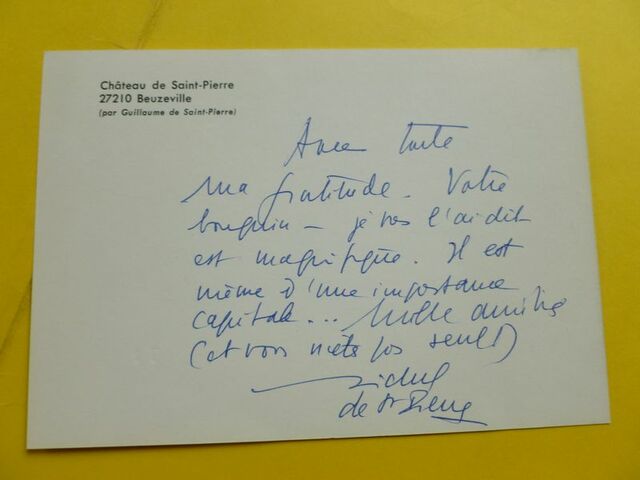 Château de Saint-Pierre
27210 Beuzeville
(par Guillaume de Saint-Pierre)
Avec toute
ma gratitude. Votre
bouquin – je vous l'ai dit
est magnifique. Il est
même d'une importance
capitale... Mille amitiés
(et vous n'êtes pas seul!)
Michel
de St Pierre